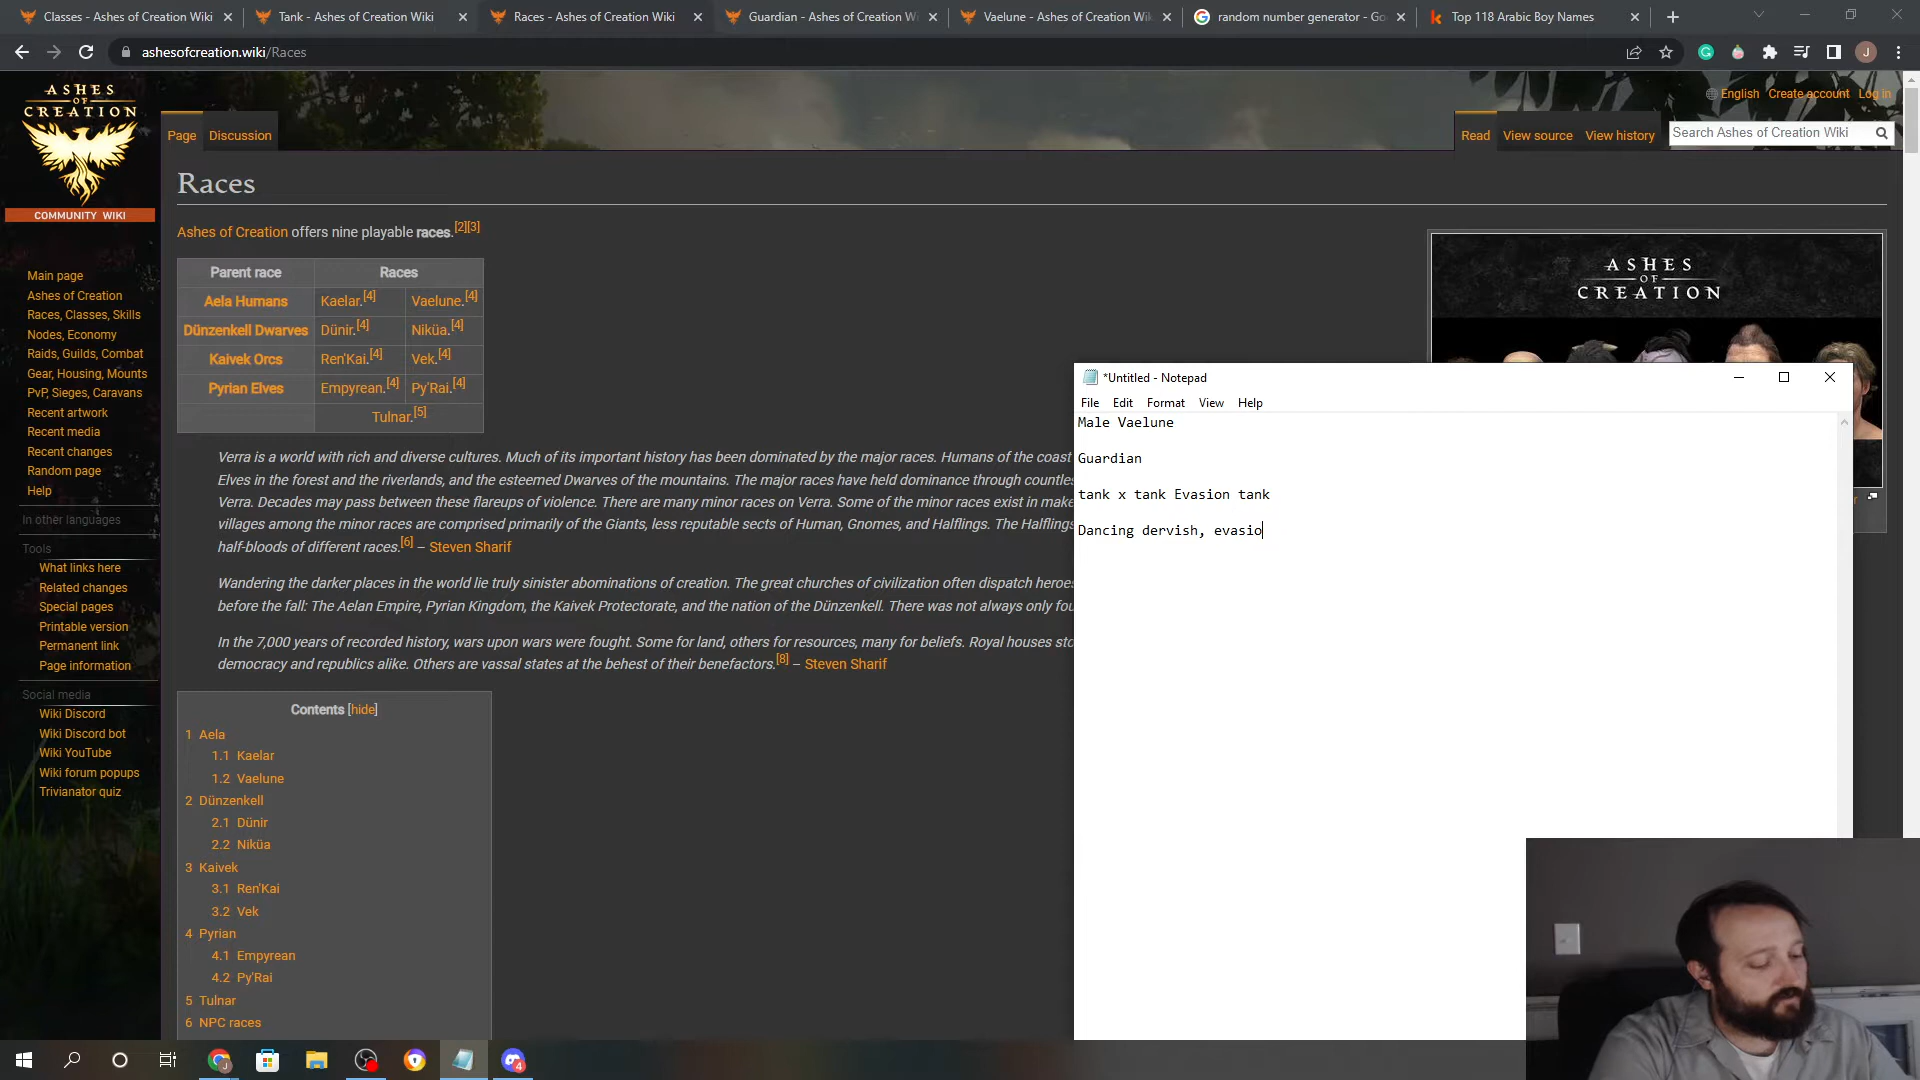 Classes - Ashes of Creation Wiki
Tank - Ashes of Creation Wiki
Races - Ashes of Creation Wiki
Guardian - Ashes of Creation W
Vaelune - Ashes of Creation Wik
random number generator - Go
Top 118 Arabic Boy Names
ashesofcreation.wiki/Races
J
ASHES
OF
CREATION
COMMUNITY WIKI
English Create account Log in
Page Discussion
Read View source View history
Search Ashes of Creation Wiki
Races
Ashes of Creation offers nine playable races.[2][3]
Parent race Races
Aela Humans Kaelar.[4] Vaelune.[4]
Dünzenkell Dwarves Dünir.[4] Niküa.[4]
Kaivek Orcs Ren'Kai.[4] Vek.[4]
Pyrian Elves Empyrean.[4] Py'Rai.[4]
Tulnar.[5]
ASHES
OF
CREATION
Main page
Ashes of Creation
Races, Classes, Skills
Nodes, Economy
Raids, Guilds, Combat
Gear, Housing, Mounts
PvP, Sieges, Caravans
Recent artwork
Recent media
Recent changes
Random page
Help
In other languages
Tools
What links here
Related changes
Special pages
Printable version
Permanent link
Page information
Social media
Wiki Discord
Wiki Discord bot
Wiki YouTube
Wiki forum popups
Trivianator quiz
Verra is a world with rich and diverse cultures. Much of its important history has been dominated by the major races. Humans of the coast
Elves in the forest and the riverlands, and the esteemed Dwarves of the mountains. The major races have held dominance through countles
Verra. Decades may pass between these flareups of violence. There are many minor races on Verra. Some of the minor races exist in make
villages among the minor races are comprised primarily of the Giants, less reputable sects of Human, Gnomes, and Halflings. The Halflings
half-bloods of different races.[6] – Steven Sharif
Wandering the darker places in the world lie truly sinister abominations of creation. The great churches of civilization often dispatch heroes
before the fall: The Aelan Empire, Pyrian Kingdom, the Kaivek Protectorate, and the nation of the Dünzenkell. There was not always only fou
In the 7,000 years of recorded history, wars upon wars were fought. Some for land, others for resources, many for beliefs. Royal houses sto
democracy and republics alike. Others are vassal states at the behest of their benefactors.[8] – Steven Sharif
Contents [hide]
1 Aela
1.1 Kaelar
1.2 Vaelune
2 Dünzenkell
2.1 Dünir
2.2 Niküa
3 Kaivek
3.1 Ren'Kai
3.2 Vek
4 Pyrian
4.1 Empyrean
4.2 Py'Rai
5 Tulnar
6 NPC races
*Untitled - Notepad
File Edit Format View Help
Male Vaelune
Guardian
tank x tank Evasion tank
Dancing dervish, evasio
4